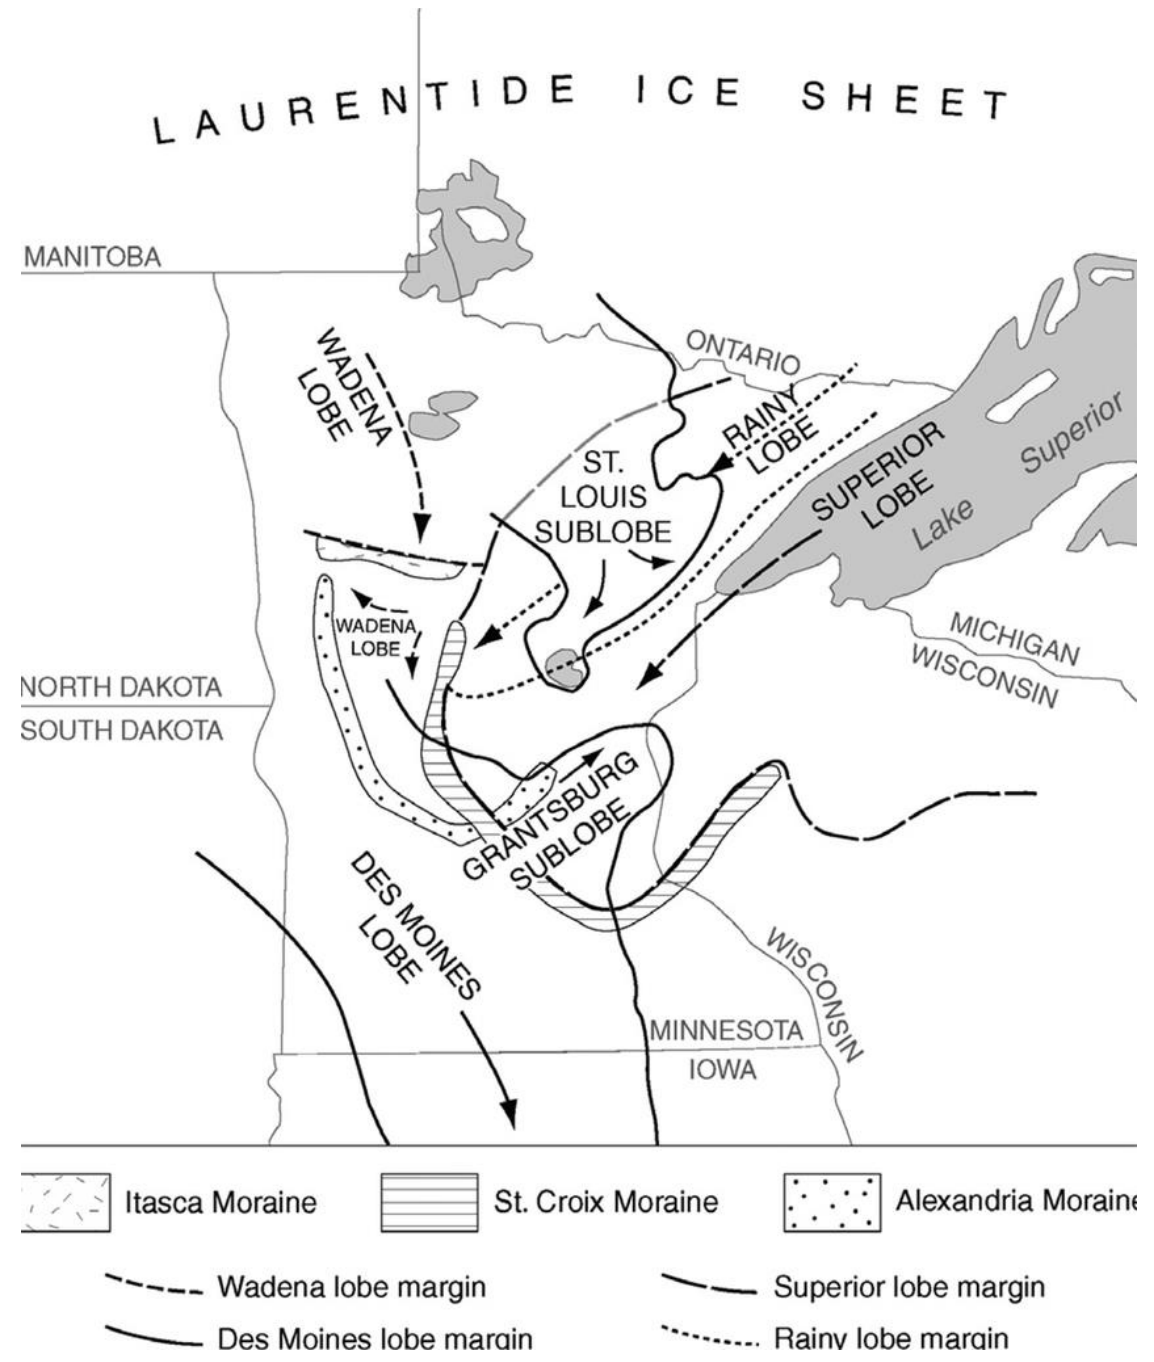 LAURENTIDE ICE SHEET
MANITOBA
ONTARIO
WADENA
LOBE
RAINY
LOBE
ST.
LOUIS
SUBLOBE
SUPERIOR
LOBE
Lake
Superior
WADENA
LOBE
MICHIGAN
WISCONSIN
NORTH DAKOTA
SOUTH DAKOTA
GRANTSBURG
SUBLOBE
DES MOINES
LOBE
WISCONSIN
MINNESOTA
IOWA
Itasca Moraine
St. Croix Moraine
Alexandria Moraine
Wadena lobe margin
Superior lobe margin
Des Moines lobe margin
Rainy lobe margin